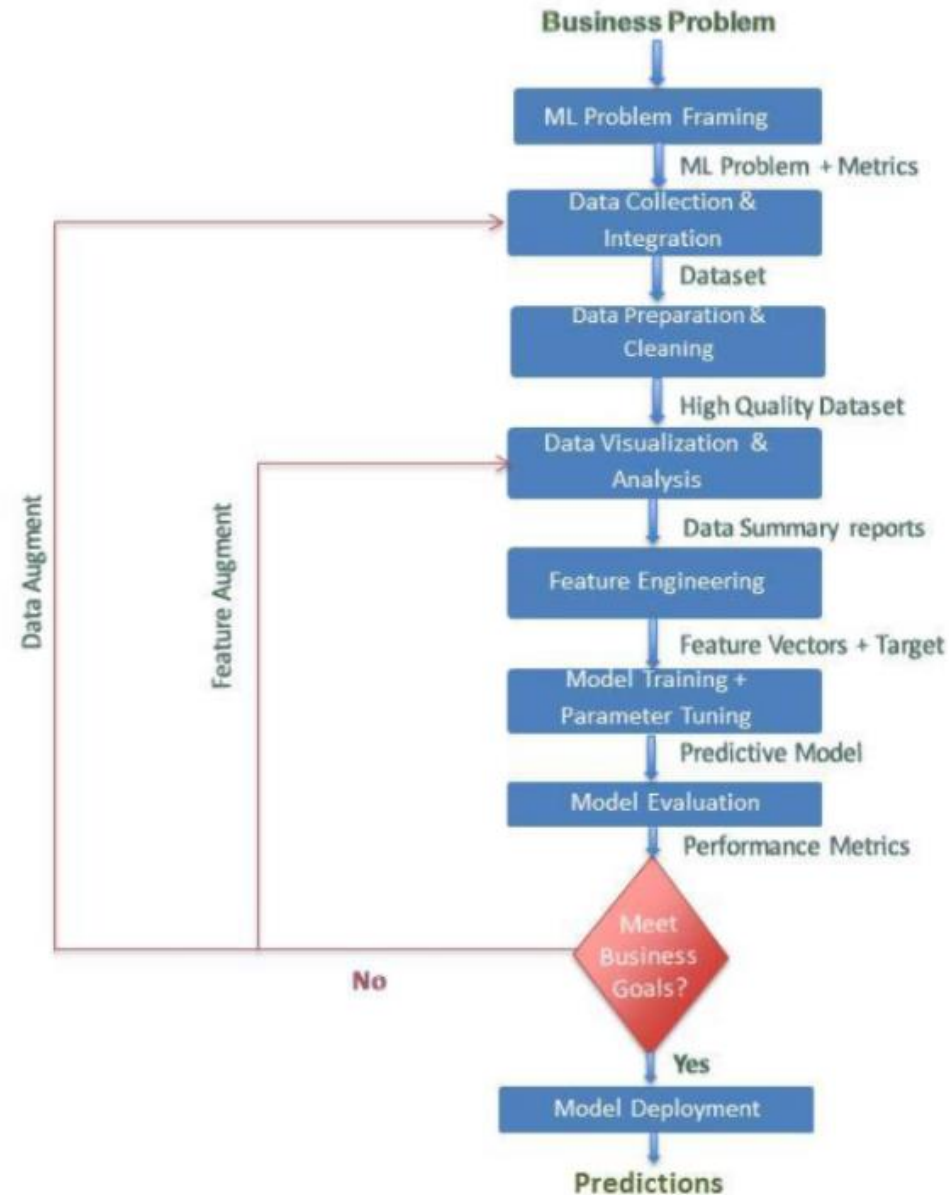 Business Problem
ML Problem Framing
ML Problem + Metrics
Data Collection &
Integration
Dataset
Data Preparation &
Cleaning
High Quality Dataset
Data Visualization &
Analysis
Data Summary reports
Feature Engineering
Feature Vectors + Target
Model Training +
Parameter Tuning
Predictive Model
Model Evaluation
Performance Metrics
Meet
Business
Goals?
No
Data Augment
Feature Augment
Yes
Model Deployment
Predictions